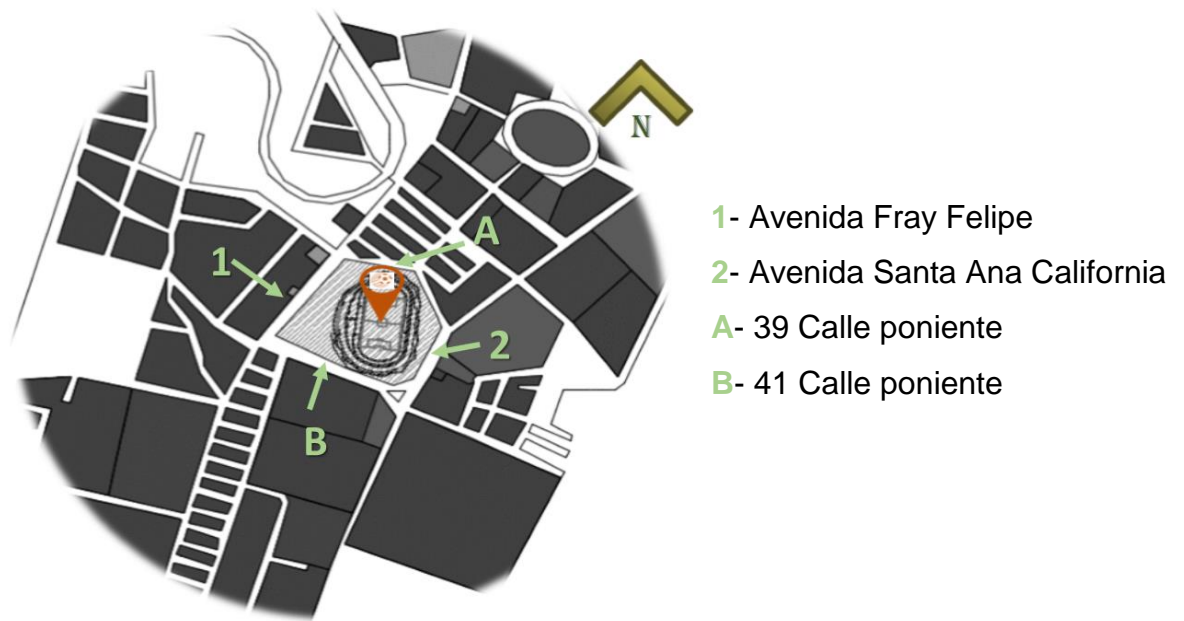 N
A
1
2
B
1- Avenida Fray Felipe
2- Avenida Santa Ana California
A- 39 Calle poniente
B- 41 Calle poniente